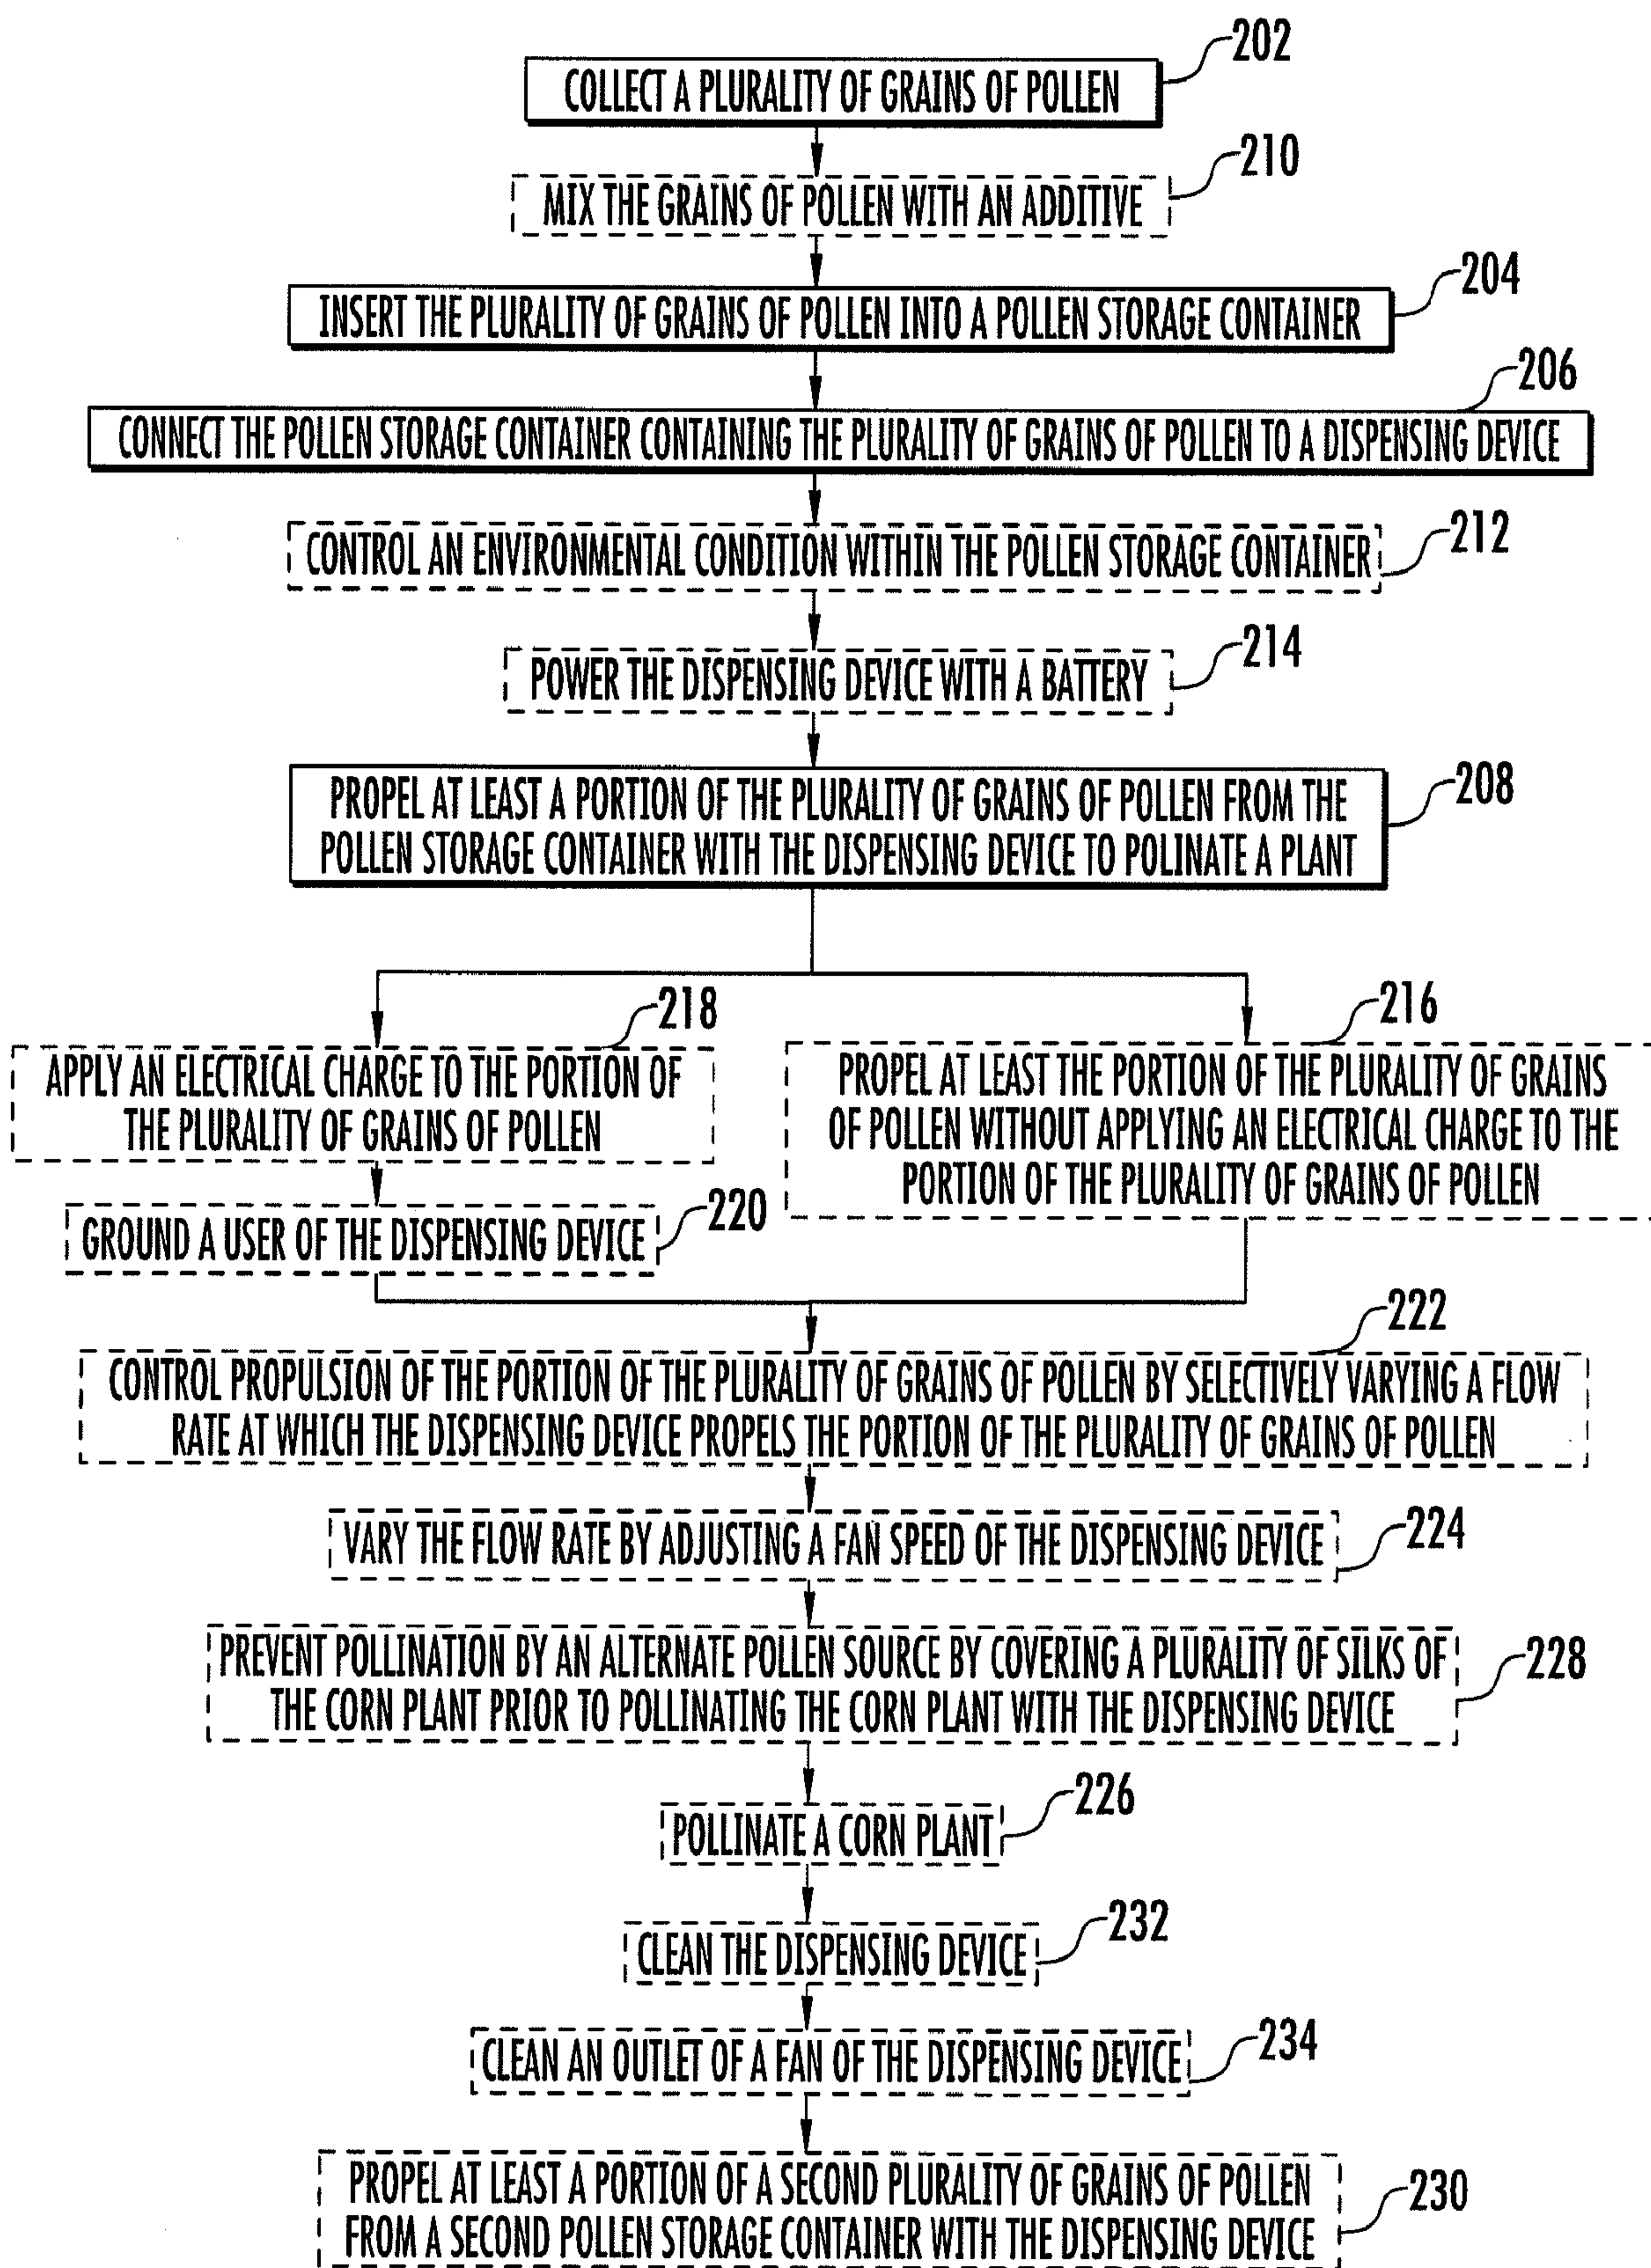 202
COLLECT A PLURALITY OF GRAINS OF POLLEN
210
MIX THE GRAINS OF POLLEN WITH AN ADDITIVE
204
INSERT THE PLURALITY OF GRAINS OF POLLEN INTO A POLLEN STORAGE CONTAINER
206
CONNECT THE POLLEN STORAGE CONTAINER CONTAINING THE PLURALITY OF GRAINS OF POLLEN TO A DISPENSING DEVICE
212
CONTROL AN ENVIRONMENTAL CONDITION WITHIN THE POLLEN STORAGE CONTAINER
214
POWER THE DISPENSING DEVICE WITH A BATTERY
208
PROPEL AT LEAST A PORTION OF THE PLURALITY OF GRAINS OF POLLEN FROM THE
POLLEN STORAGE CONTAINER WITH THE DISPENSING DEVICE TO POLINATE A PLANT
218
APPLY AN ELECTRICAL CHARGE TO THE PORTION OF
THE PLURALITY OF GRAINS OF POLLEN
216
PROPEL AT LEAST THE PORTION OF THE PLURALITY OF GRAINS
OF POLLEN WITHOUT APPLYING AN ELECTRICAL CHARGE TO THE
PORTION OF THE PLURALITY OF GRAINS OF POLLEN
220
GROUND A USER OF THE DISPENSING DEVICE
222
CONTROL PROPULSION OF THE PORTION OF THE PLURALITY OF GRAINS OF POLLEN BY SELECTIVELY VARYING A FLOW
RATE AT WHICH THE DISPENSING DEVICE PROPELS THE PORTION OF THE PLURALITY OF GRAINS OF POLLEN
224
VARY THE FLOW RATE BY ADJUSTING A FAN SPEED OF THE DISPENSING DEVICE
228
PREVENT POLLINATION BY AN ALTERNATE POLLEN SOURCE BY COVERING A PLURALITY OF SILKS OF
THE CORN PLANT PRIOR TO POLLINATING THE CORN PLANT WITH THE DISPENSING DEVICE
226
POLLINATE A CORN PLANT
232
CLEAN THE DISPENSING DEVICE
234
CLEAN AN OUTLET OF A FAN OF THE DISPENSING DEVICE
230
PROPEL AT LEAST A PORTION OF A SECOND PLURALITY OF GRAINS OF POLLEN
FROM A SECOND POLLEN STORAGE CONTAINER WITH THE DISPENSING DEVICE